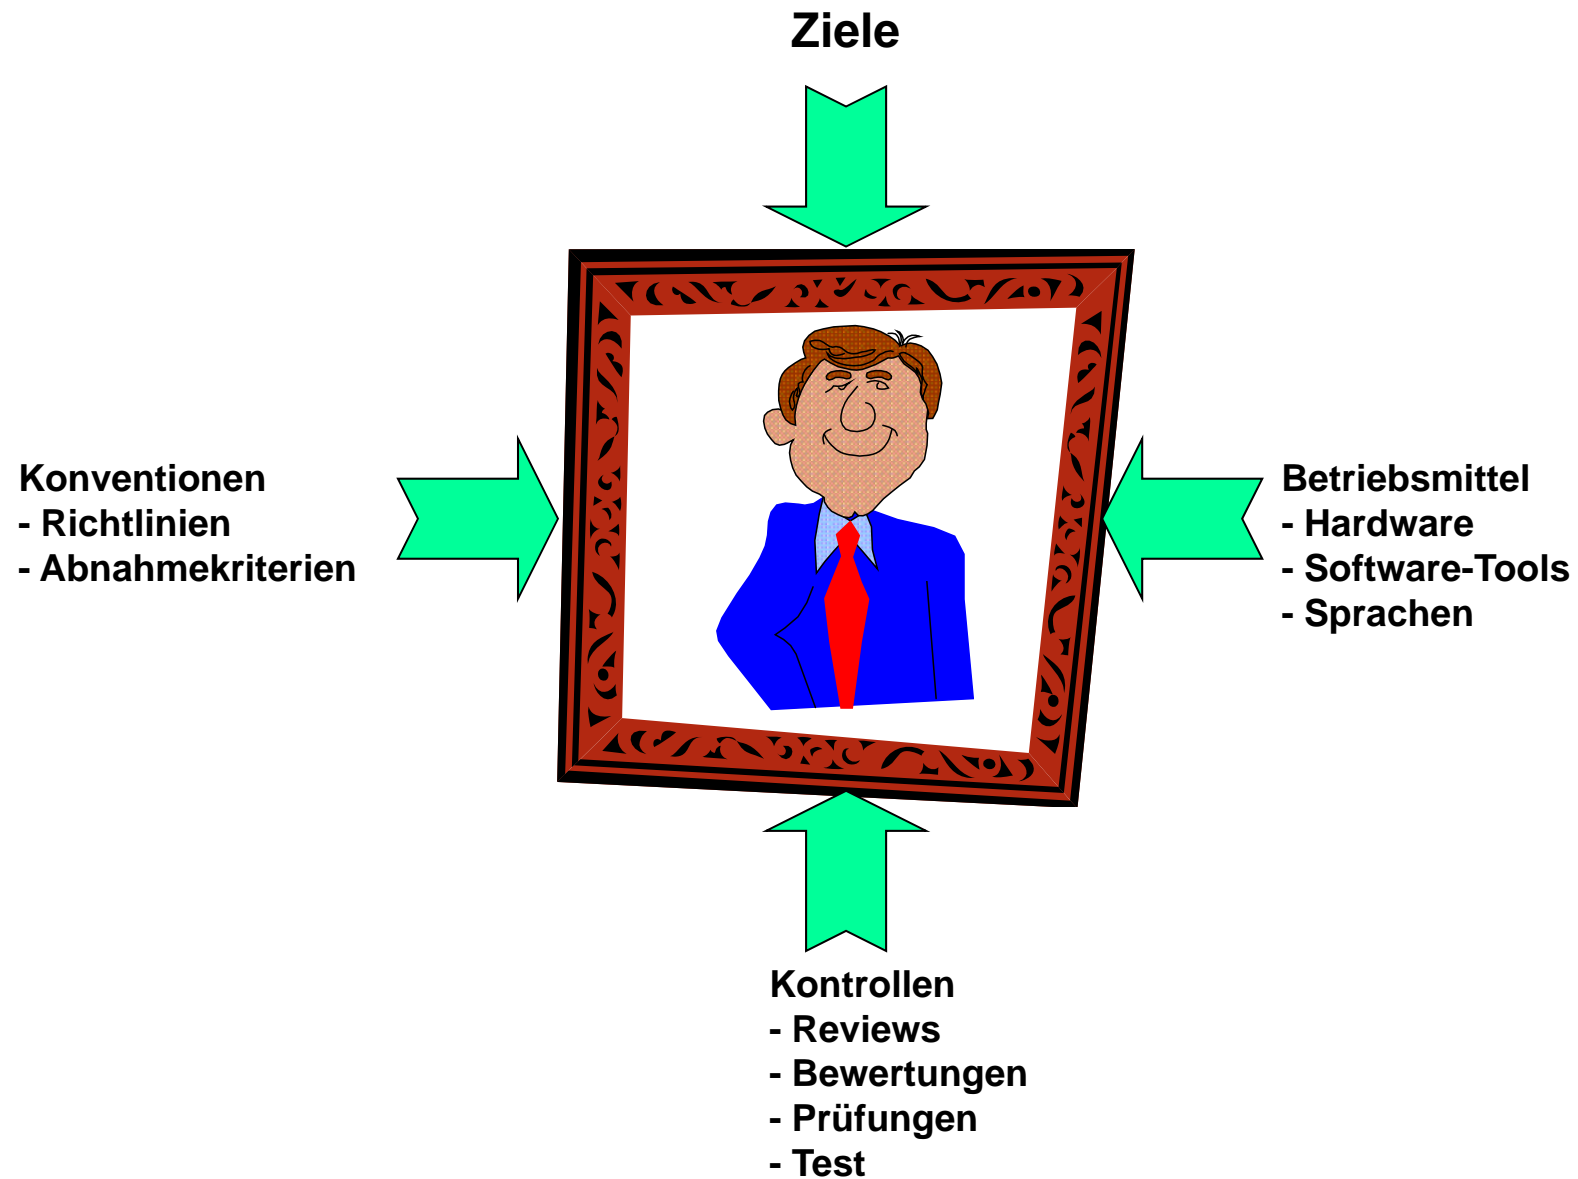 Ziele
Konventionen
- Richtlinien
- Abnahmekriterien
Betriebsmittel
- Hardware
- Software-Tools
- Sprachen
Kontrollen
- Reviews
- Bewertungen
- Prüfungen
- Test